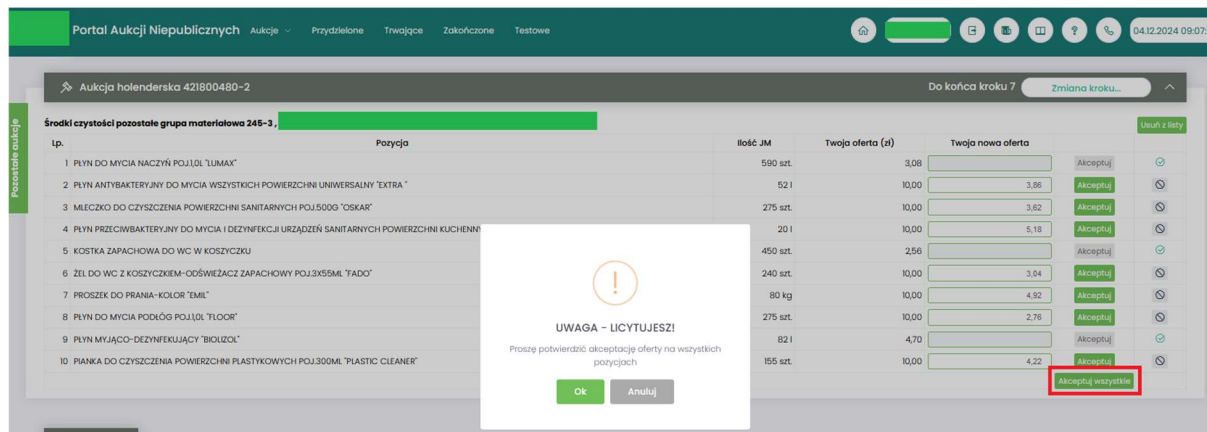 Portal Aukcji Niepublicznych Aukcje Przydzielone Trwające Zakończone Testowe 04.12.2024 09:07:
Aukcja holenderska 421800480-2 Do końca kroku 7 Zmiana kroku...
Pozostałe aukcje
Środki czystości pozostałe grupa materiałowa 245-3 , Usuń z listy
Lp. Pozycja Ilość JM Twoja oferta (zł) Twoja nowa oferta
1 PŁYN DO MYCIA NACZYŃ POJ.1,0L "LUMAX" 590 szt. 3,08 Akceptuj
2 PŁYN ANTYBAKTERYJNY DO MYCIA WSZYSTKICH POWIERZCHNI UNIWERSALNY "EXTRA " 52 l 10,00 3,86 Akceptuj
3 MLECZKO DO CZYSZCZENIA POWIERZCHNI SANITARNYCH POJ.500G "OSKAR" 275 szt. 10,00 3,62 Akceptuj
4 PŁYN PRZECIWBAKTERYJNY DO MYCIA I DEZYNFEKCJI URZĄDZEŃ SANITARNYCH POWIERZCHNI KUCHENNY 20 l 10,00 5,18 Akceptuj
5 KOSTKA ZAPACHOWA DO WC W KOSZYCZKU 450 szt. 2,56 Akceptuj
6 ŻEL DO WC Z KOSZYCZKIEM-ODŚWIEŻACZ ZAPACHOWY POJ.3X55ML "FADO" 240 szt. 10,00 3,04 Akceptuj
7 PROSZEK DO PRANIA-KOLOR "EMIL" 80 kg 10,00 4,92 Akceptuj
8 PŁYN DO MYCIA PODŁÓG POJ.1,0L "FLOOR" 275 szt. 10,00 2,76 Akceptuj
9 PŁYN MYJĄCO-DEZYNFEKUJĄCY "BIOLIZOL" 82 l 4,70 Akceptuj
10 PIANKA DO CZYSZCZENIA POWIERZCHNI PLASTYKOWYCH POJ.300ML "PLASTIC CLEANER" 155 szt. 10,00 4,22 Akceptuj
Akceptuj wszystkie
UWAGA - LICYTUJESZ!
Proszę potwierdzić akceptację oferty na wszystkich
pozycjach
Ok Anuluj